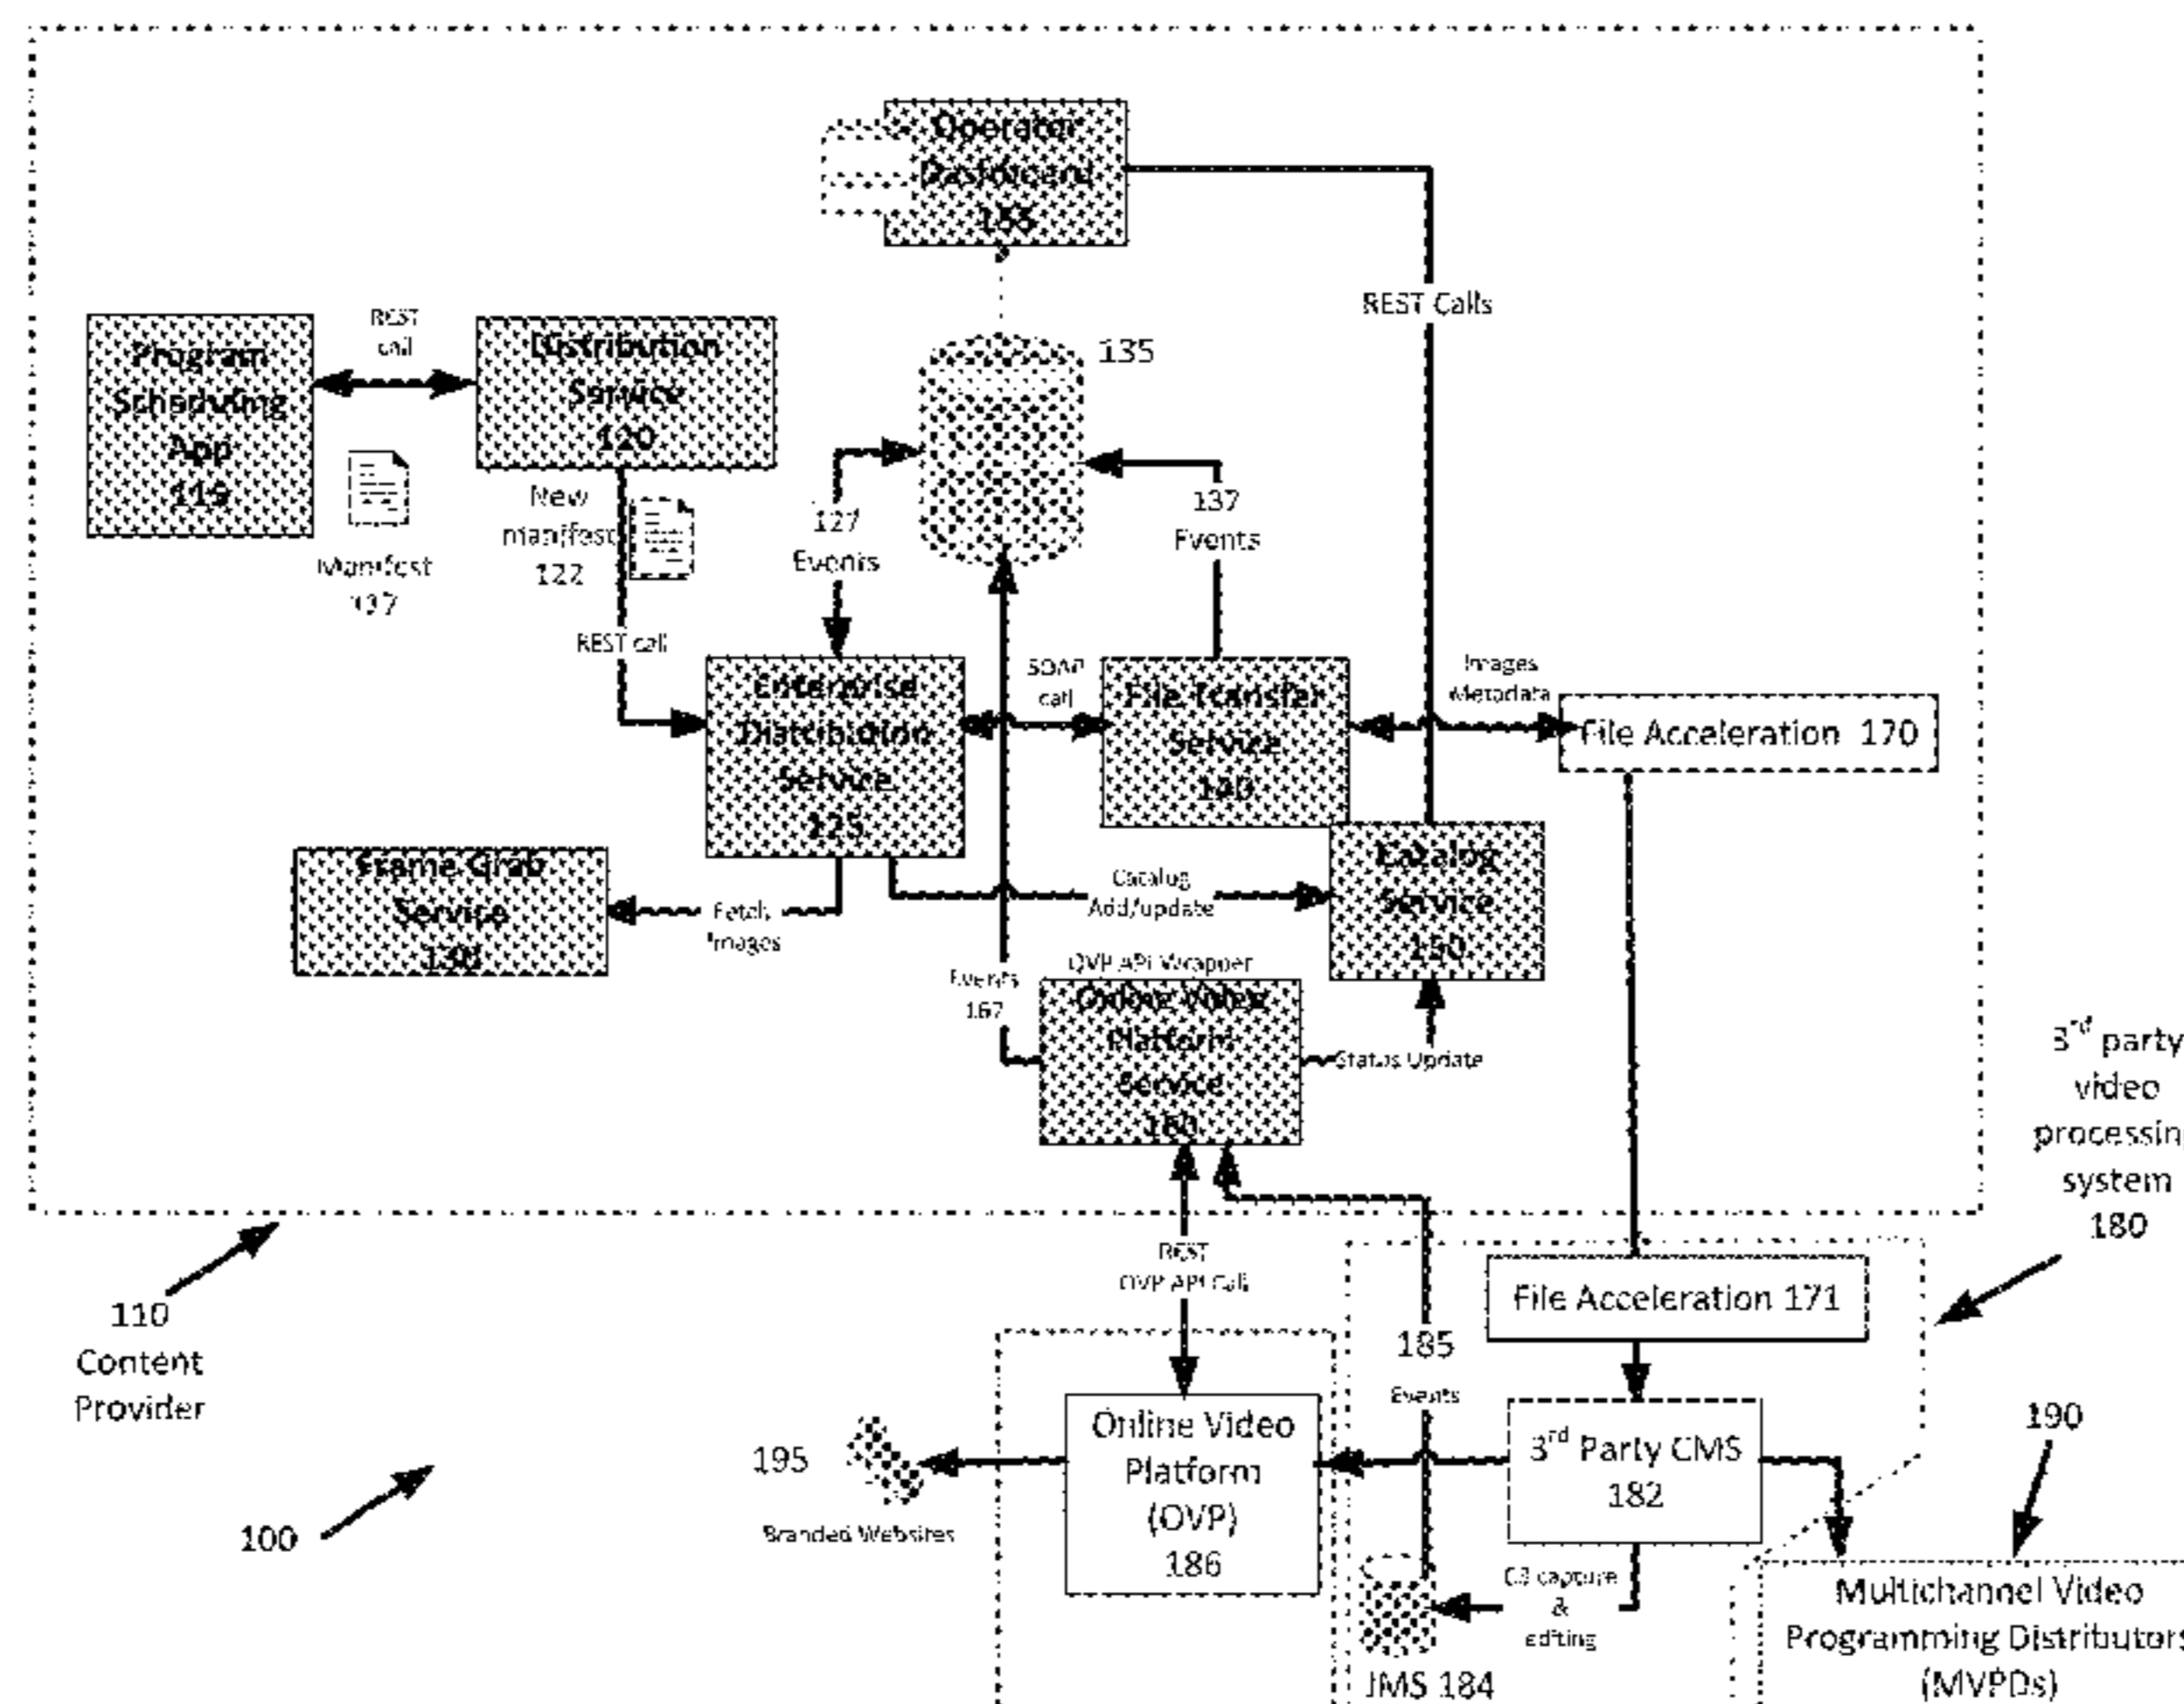 Operator
Dashboard
155
REST Calls
135
Program
Scheduling
App
115
REST
call
Distribution
Service
120
Manifest
New
manifest
122
REST call
127
Events
137
Events
Enterprise
Distribution
Service
125
SOAP
call
File Transfer
Service
140
Images
Metadata
File Acceleration 170
Frame Grab
Service
130
Fetch
Images
Catalog
Add/update
Catalog
Service
150
Events
167
OVP API Wrapper
Online Video
Platform
Service
160
Status Update
3rd party
video
processin
system
180
110
Content
Provider
REST
OVP API Call
File Acceleration 171
185
Events
3rd Party CMS
182
190
Online Video
Platform
(OVP)
186
195
Branded Websites
100
C3 capture
&
editing
JMS 184
Multichannel Video
Programming Distributors
(MVPDs)